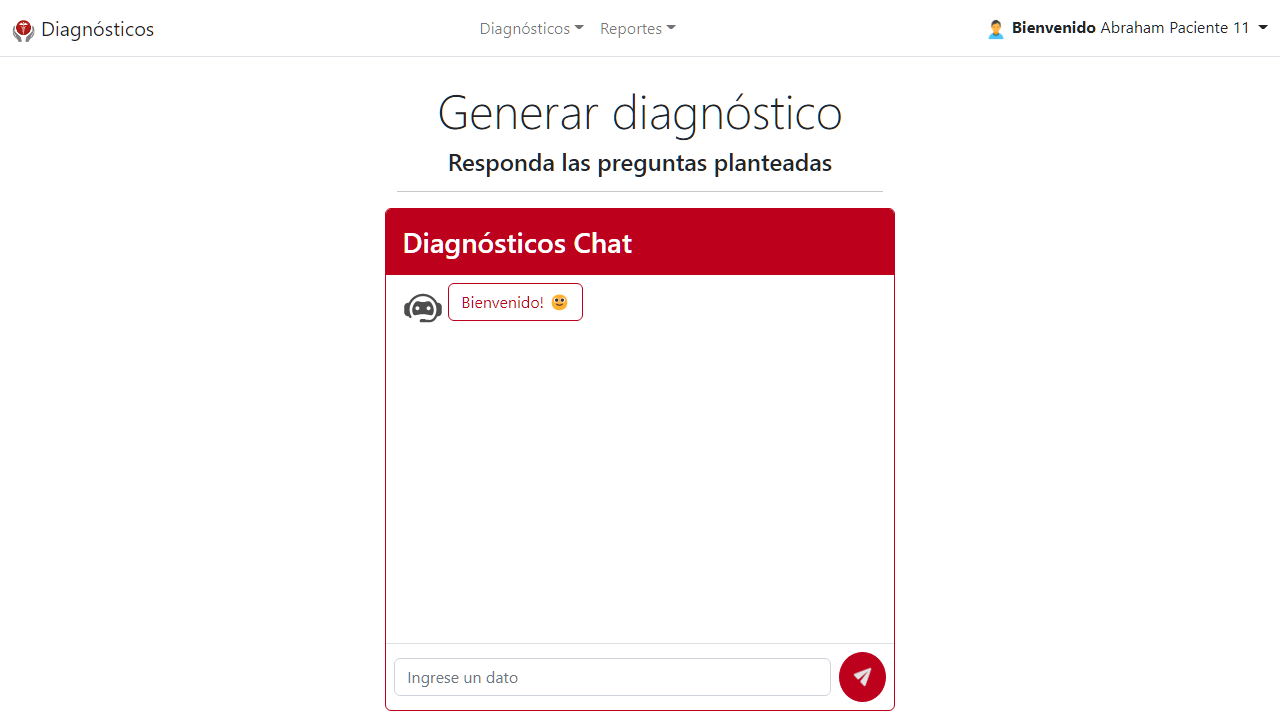 Diagnósticos
Diagnósticos Reportes
Bienvenido Abraham Paciente 11
Generar diagnóstico
Responda las preguntas planteadas
Diagnósticos Chat
Bienvenido! 🙂
Ingrese un dato